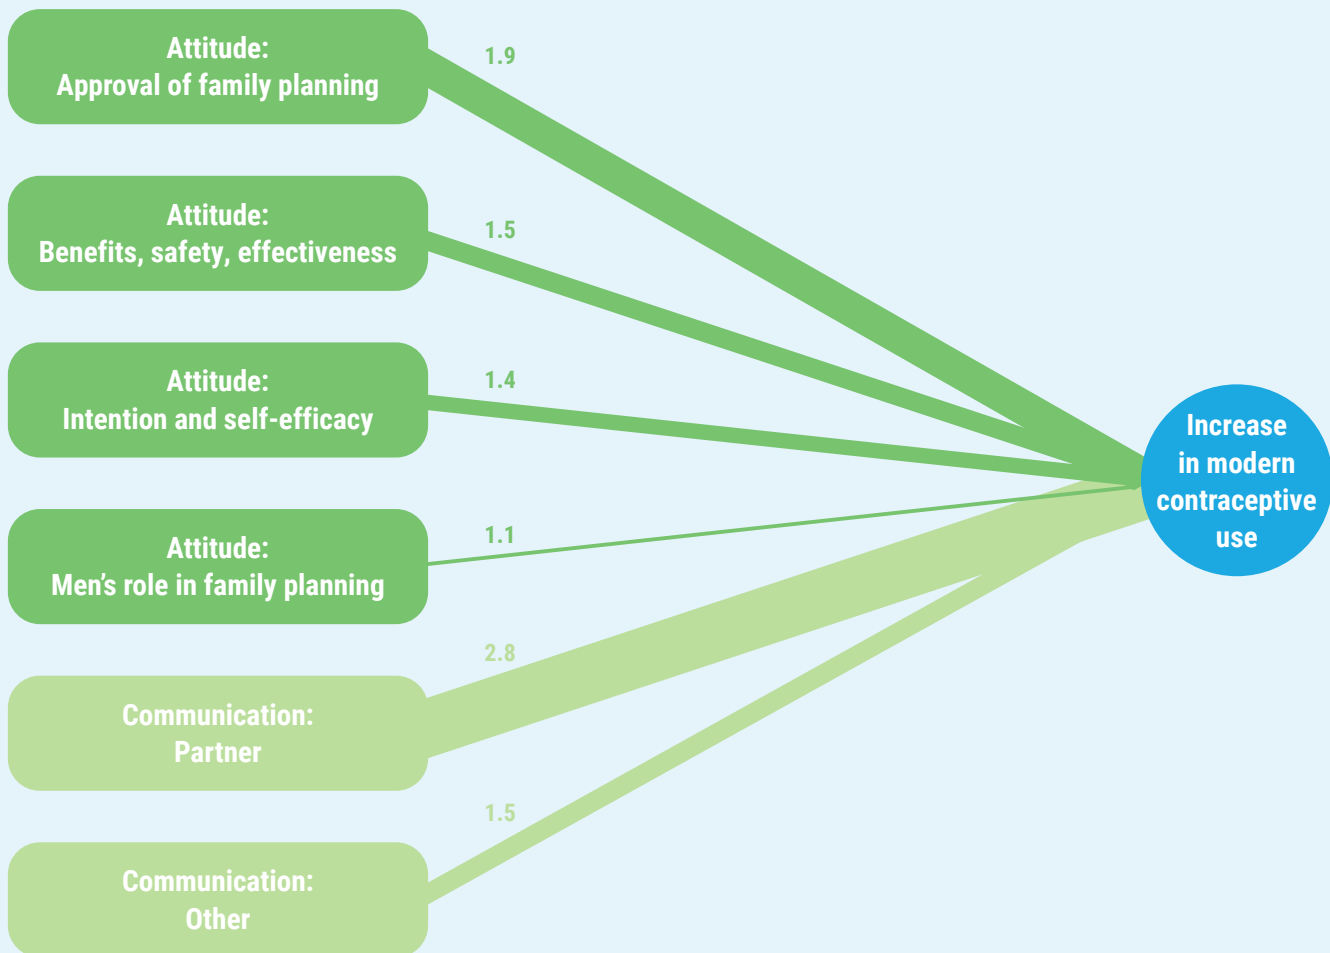 Attitude:
Approval of family planning
1.9
Attitude:
Benefits, safety, effectiveness
1.5
Attitude:
Intention and self-efficacy
1.4
Attitude:
Men’s role in family planning
1.1
Communication:
Partner
2.8
Communication:
Other
1.5
Increase
in modern
contraceptive
use